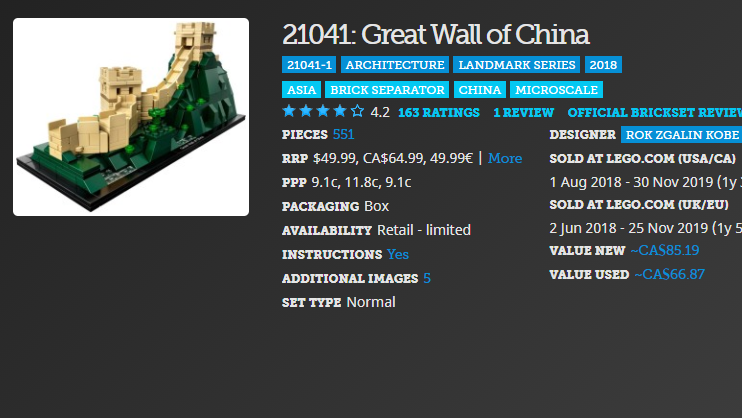 21041: Great Wall of China
21041-1 ARCHITECTURE LANDMARK SERIES 2018
ASIA BRICK SEPARATOR CHINA MICROSCALE
4.2 163 RATINGS 1 REVIEW OFFICIAL BRICKSET REVIEW
PIECES 551
RRP $49.99, CA$64.99, 49.99€ | More
PPP 9.1c, 11.8c, 9.1c
PACKAGING Box
AVAILABILITY Retail - limited
INSTRUCTIONS Yes
ADDITIONAL IMAGES 5
SET TYPE Normal
DESIGNER ROK ZGALIN KOBE
SOLD AT LEGO.COM (USA/CA)
1 Aug 2018 - 30 Nov 2019 (1y
SOLD AT LEGO.COM (UK/EU)
2 Jun 2018 - 25 Nov 2019 (1y 5
VALUE NEW ~CA$85.19
VALUE USED ~CA$66.87